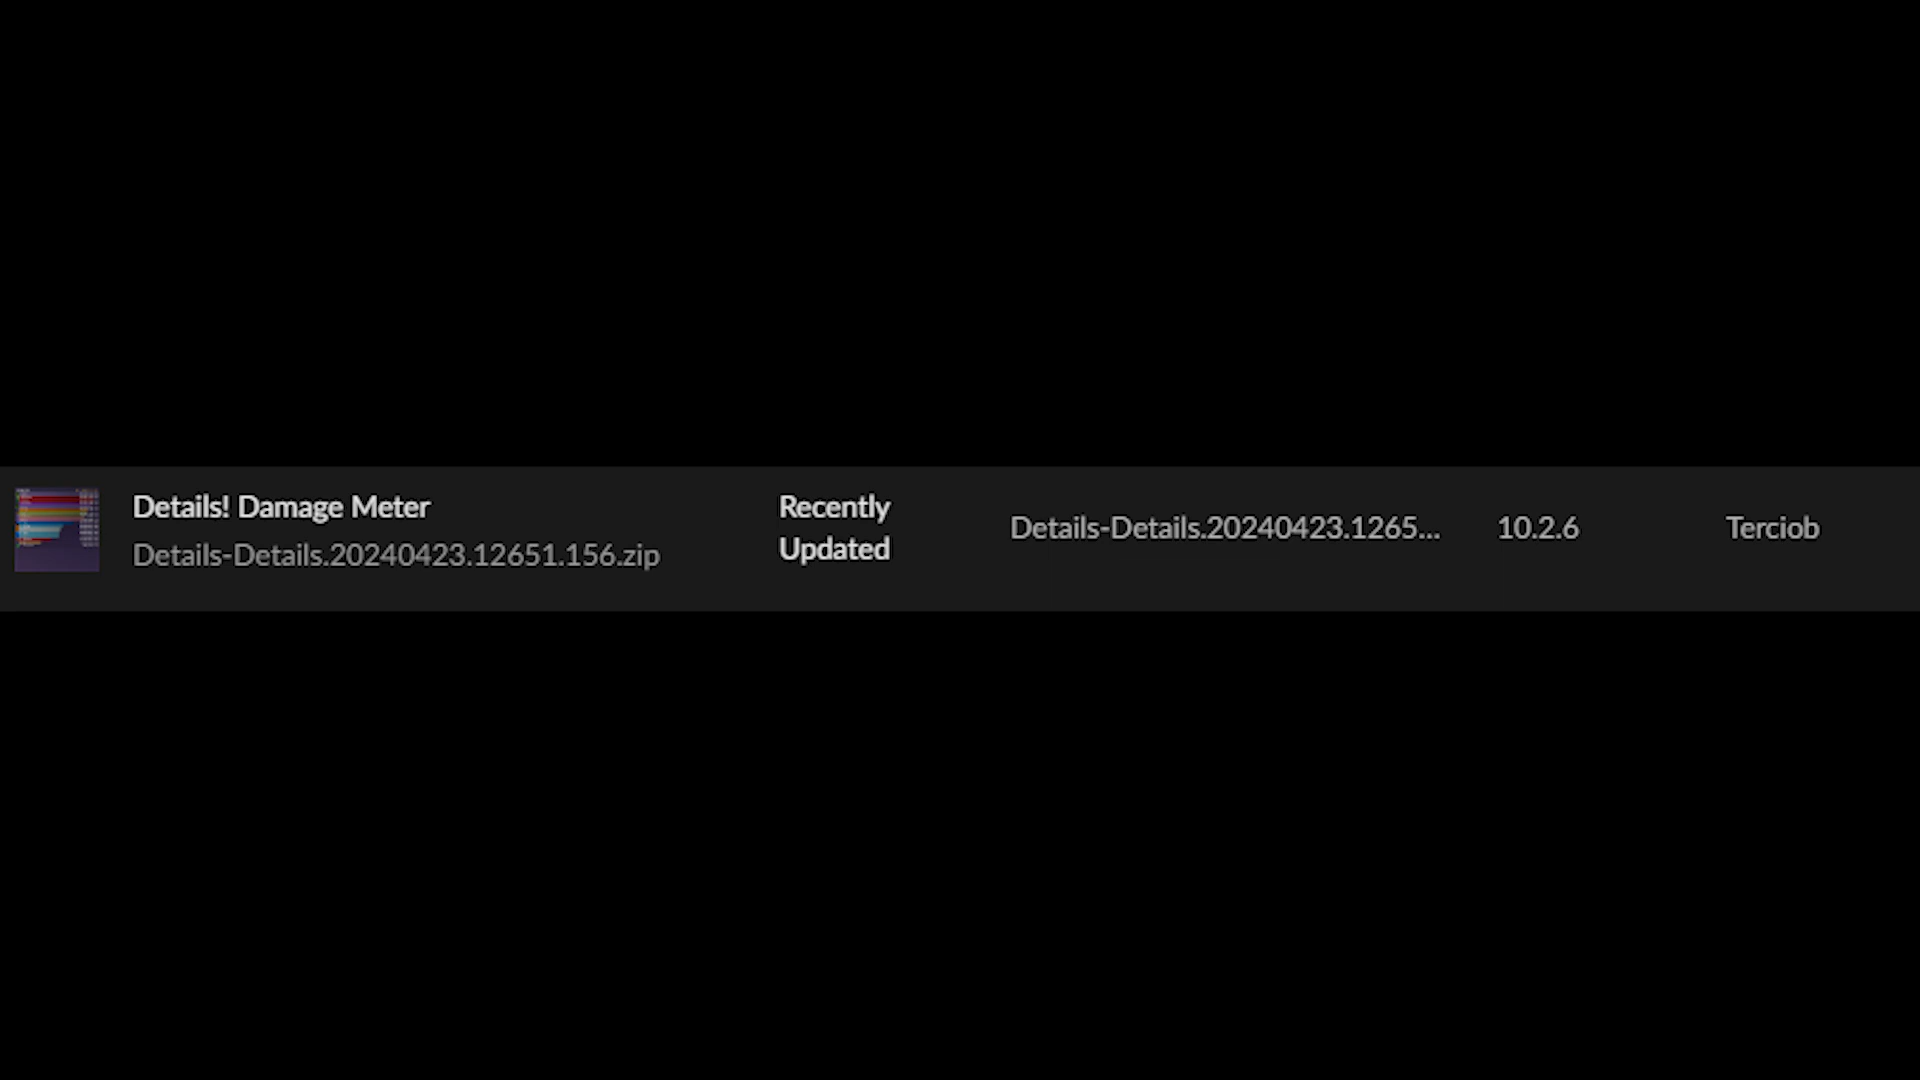 Details! Damage Meter
Details-Details.20240423.12651.156.zip
Recently
Updated
Details-Details.20240423.1265...
10.2.6
Terciob